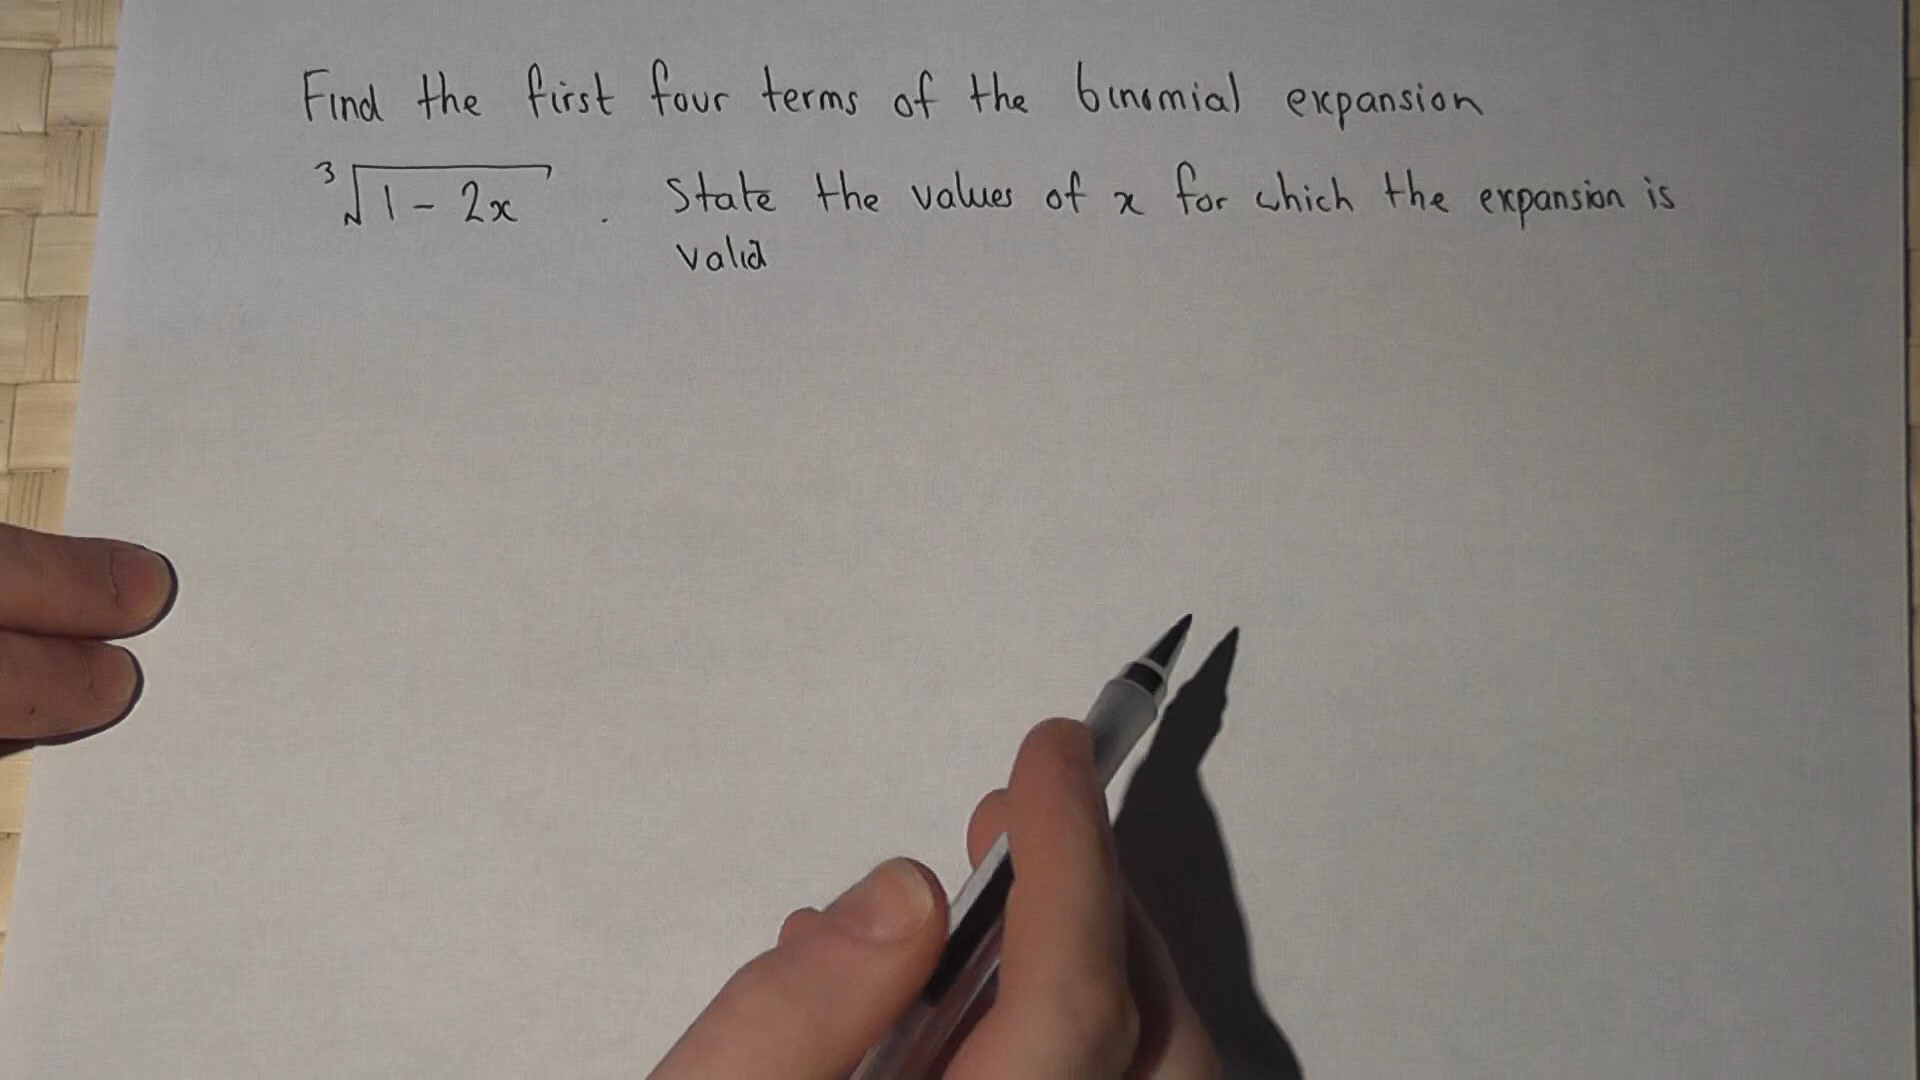 Find the first four terms of the binomial expansion
∛(1 - 2x) . State the values of x for which the expansion is
valid